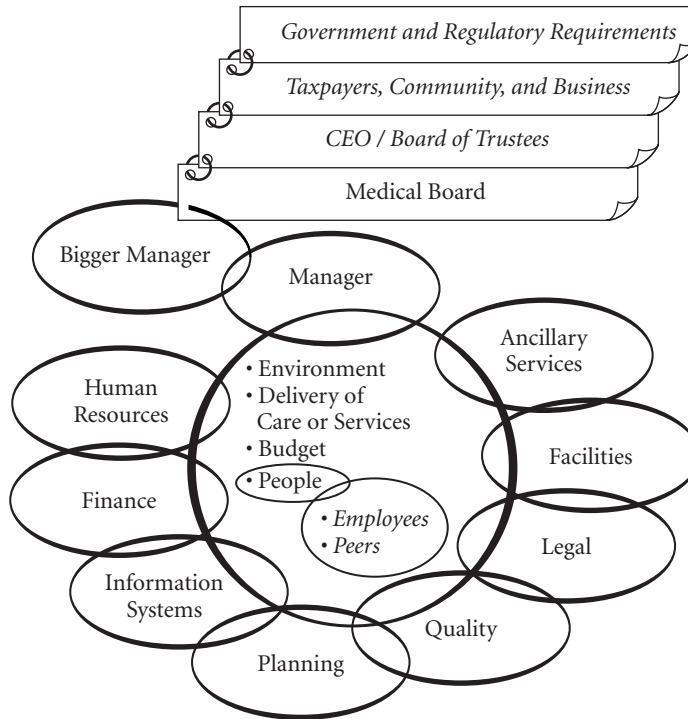 Government and Regulatory Requirements
Taxpayers, Community, and Business
CEO / Board of Trustees
Medical Board
Bigger Manager
Manager
Ancillary
Services
• Environment
• Delivery of
Care or Services
• Budget
• People
• Employees
• Peers
Human
Resources
Facilities
Finance
Legal
Information
Systems
Quality
Planning